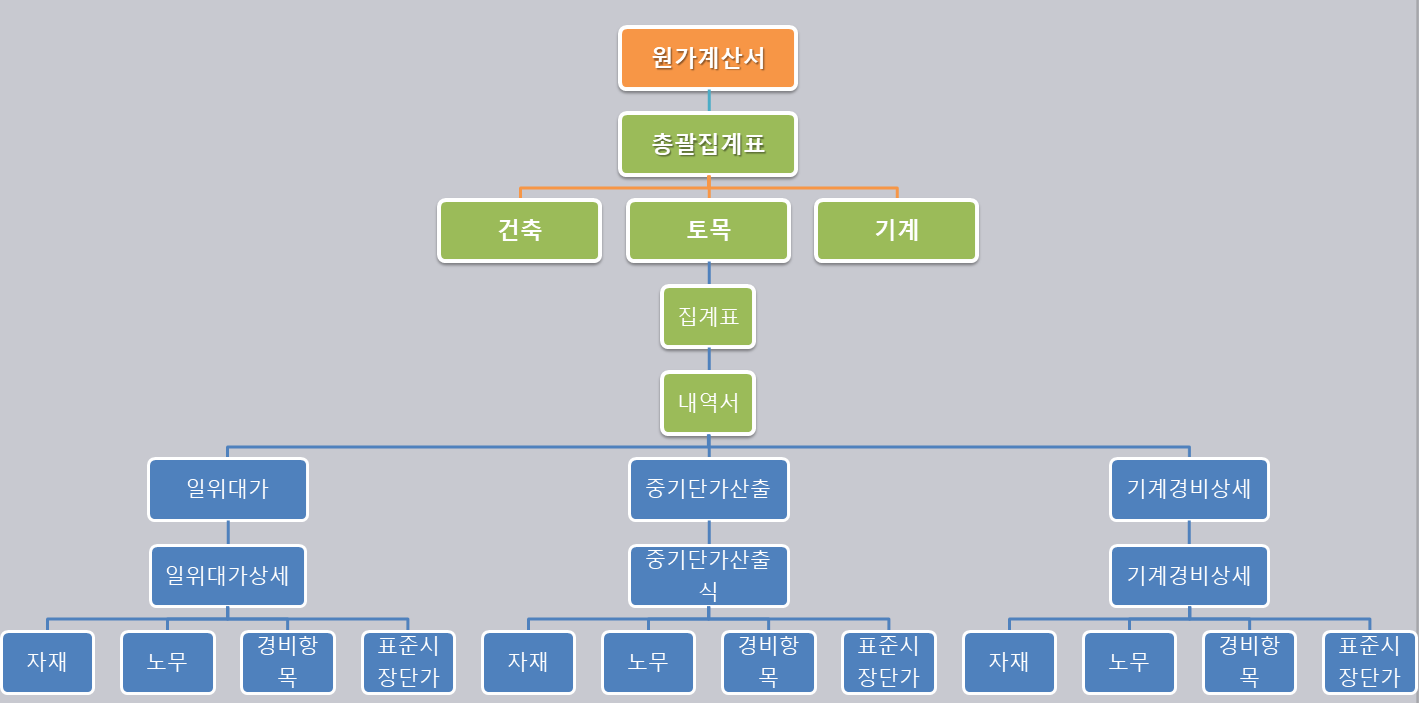 원가계산서
총괄집계표
건축
토목
기계
집계표
내역서
일위대가
중기단가산출
기계경비상세
일위대가상세
중기단가산출
식
기계경비상세
자재
노무
경비항
목
표준시
장단가
자재
노무
경비항
목
표준시
장단가
자재
노무
경비항
목
표준시
장단가